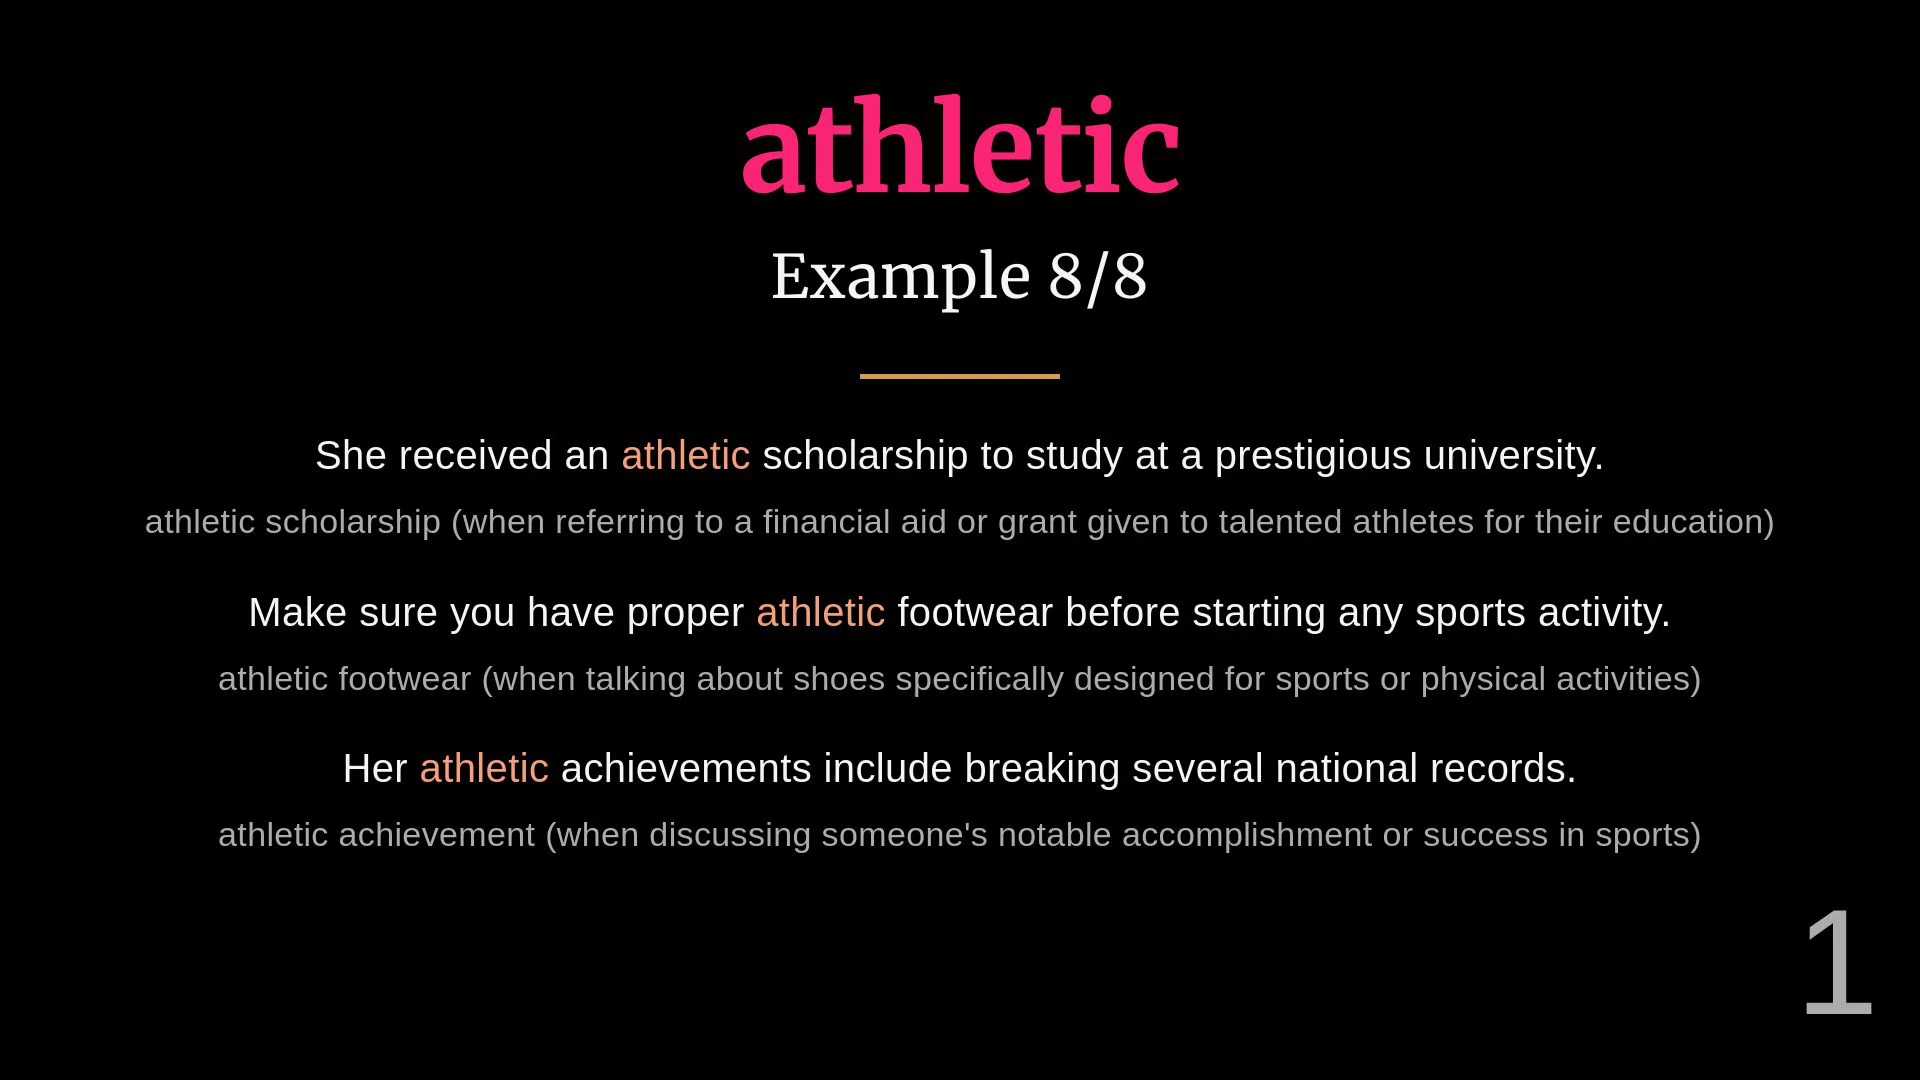 athletic
Example 8/8
She received an athletic scholarship to study at a prestigious university.
athletic scholarship (when referring to a financial aid or grant given to talented athletes for their education)
Make sure you have proper athletic footwear before starting any sports activity.
athletic footwear (when talking about shoes specifically designed for sports or physical activities)
Her athletic achievements include breaking several national records.
athletic achievement (when discussing someone's notable accomplishment or success in sports)
1